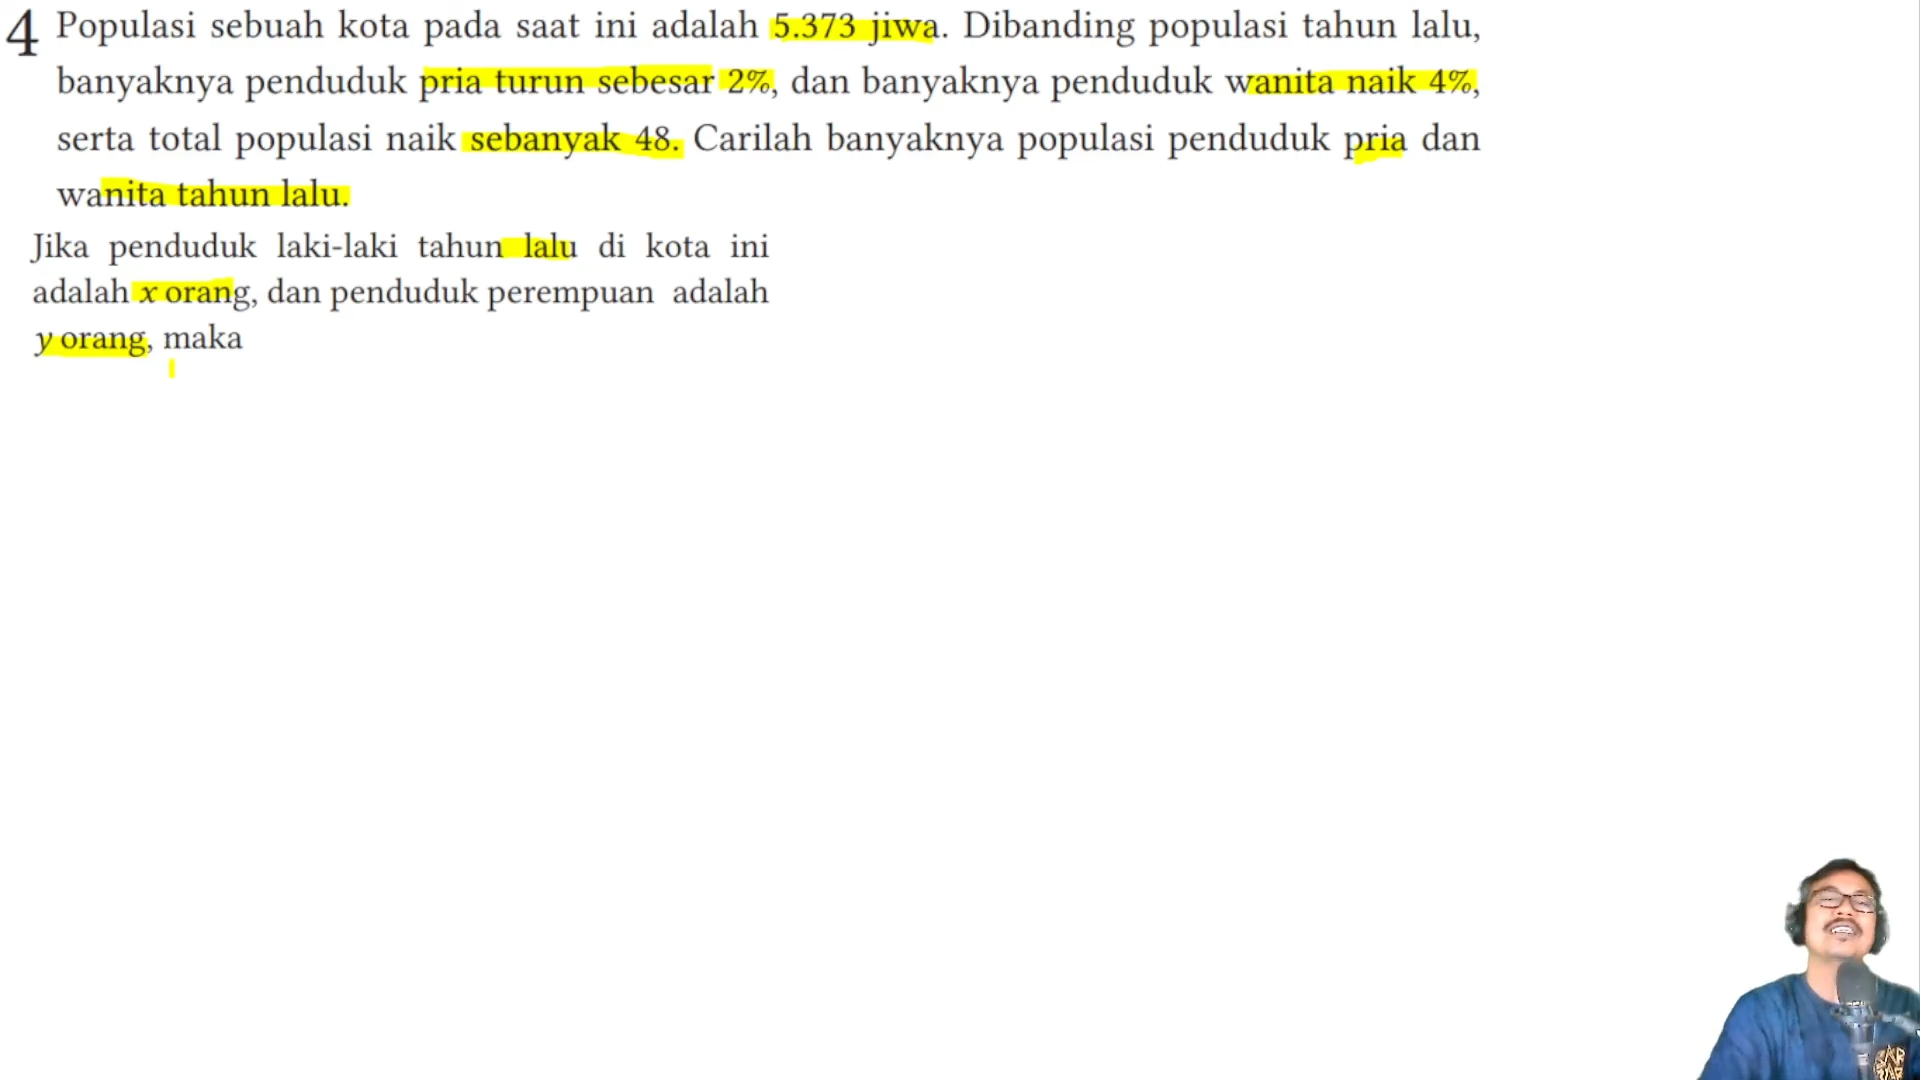 4 Populasi sebuah kota pada saat ini adalah 5.373 jiwa. Dibanding populasi tahun lalu,
banyaknya penduduk pria turun sebesar 2%, dan banyaknya penduduk wanita naik 4%,
serta total populasi naik sebanyak 48. Carilah banyaknya populasi penduduk pria dan
wanita tahun lalu.
Jika penduduk laki-laki tahun lalu di kota ini
adalah x orang, dan penduduk perempuan adalah
y orang, maka